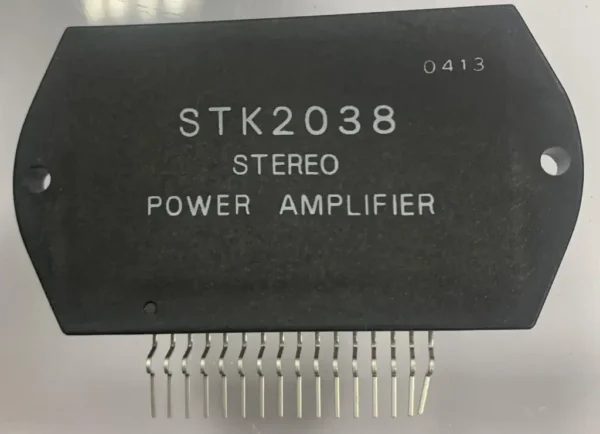 0413
STK2038
STEREO
POWER AMPLIFIER